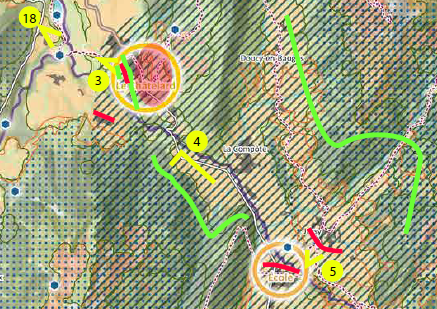 18
Doucy-en-Bauges
3
Le Châtelard
4
La Compôte
5
École